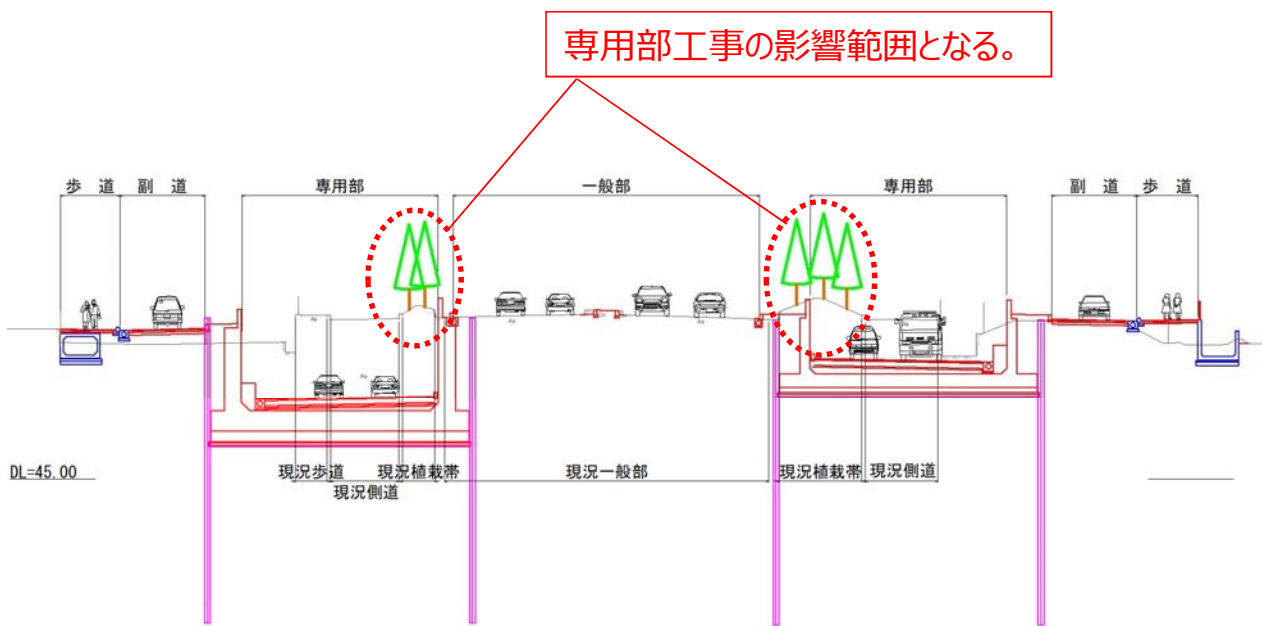 専用部工事の影響範囲となる。
歩 道 副 道 専用部 一般部 専用部 副 道 歩 道
DL=45.00
現況歩道 現況植栽帯 現況一般部 現況植栽帯 現況側道
現況側道